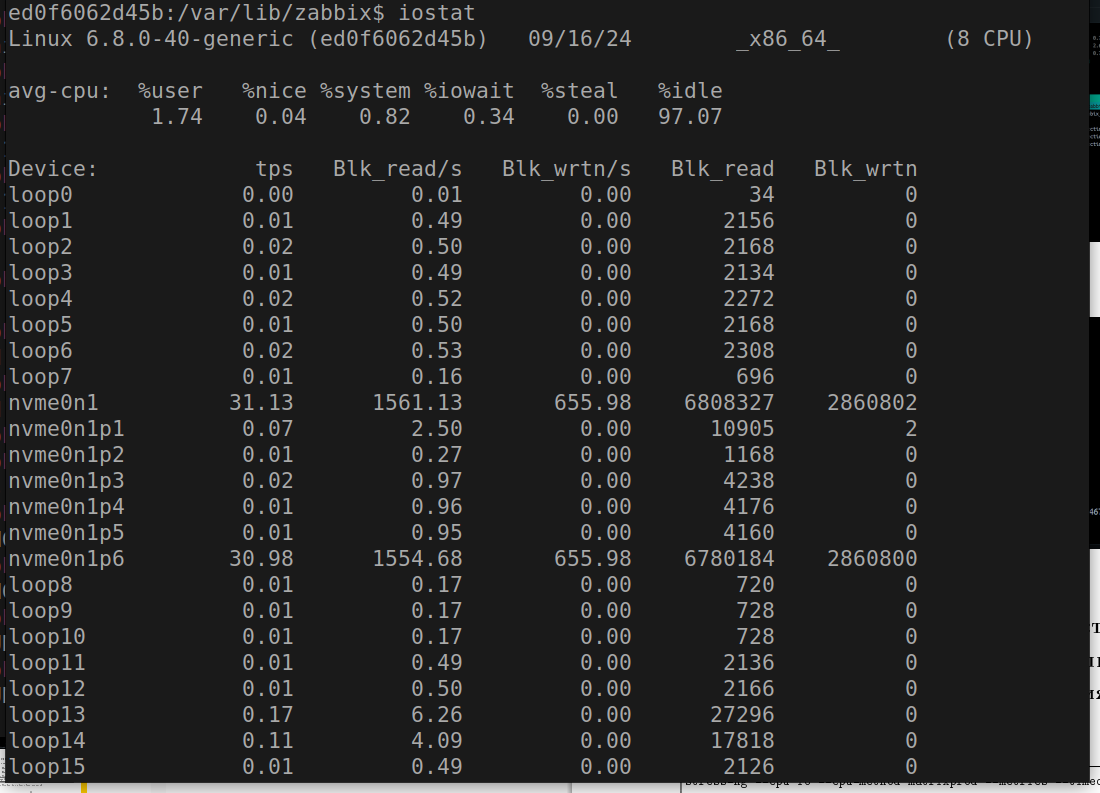 ed0f6062d45b:/var/lib/zabbix$ iostat
Linux 6.8.0-40-generic (ed0f6062d45b) 09/16/24 _x86_64_ (8 CPU)
avg-cpu: %user %nice %system %iowait %steal %idle
1.74 0.04 0.82 0.34 0.00 97.07
Device: tps Blk_read/s Blk_wrtn/s Blk_read Blk_wrtn
loop0 0.00 0.01 0.00 34 0
loop1 0.01 0.49 0.00 2156 0
loop2 0.02 0.50 0.00 2168 0
loop3 0.01 0.49 0.00 2134 0
loop4 0.02 0.52 0.00 2272 0
loop5 0.01 0.50 0.00 2168 0
loop6 0.02 0.53 0.00 2308 0
loop7 0.01 0.16 0.00 696 0
nvme0n1 31.13 1561.13 655.98 6808327 2860802
nvme0n1p1 0.07 2.50 0.00 10905 2
nvme0n1p2 0.01 0.27 0.00 1168 0
nvme0n1p3 0.02 0.97 0.00 4238 0
nvme0n1p4 0.01 0.96 0.00 4176 0
nvme0n1p5 0.01 0.95 0.00 4160 0
nvme0n1p6 30.98 1554.68 655.98 6780184 2860800
loop8 0.01 0.17 0.00 720 0
loop9 0.01 0.17 0.00 728 0
loop10 0.01 0.17 0.00 728 0
loop11 0.01 0.49 0.00 2136 0
loop12 0.01 0.50 0.00 2166 0
loop13 0.17 6.26 0.00 27296 0
loop14 0.11 4.09 0.00 17818 0
loop15 0.01 0.49 0.00 2126 0